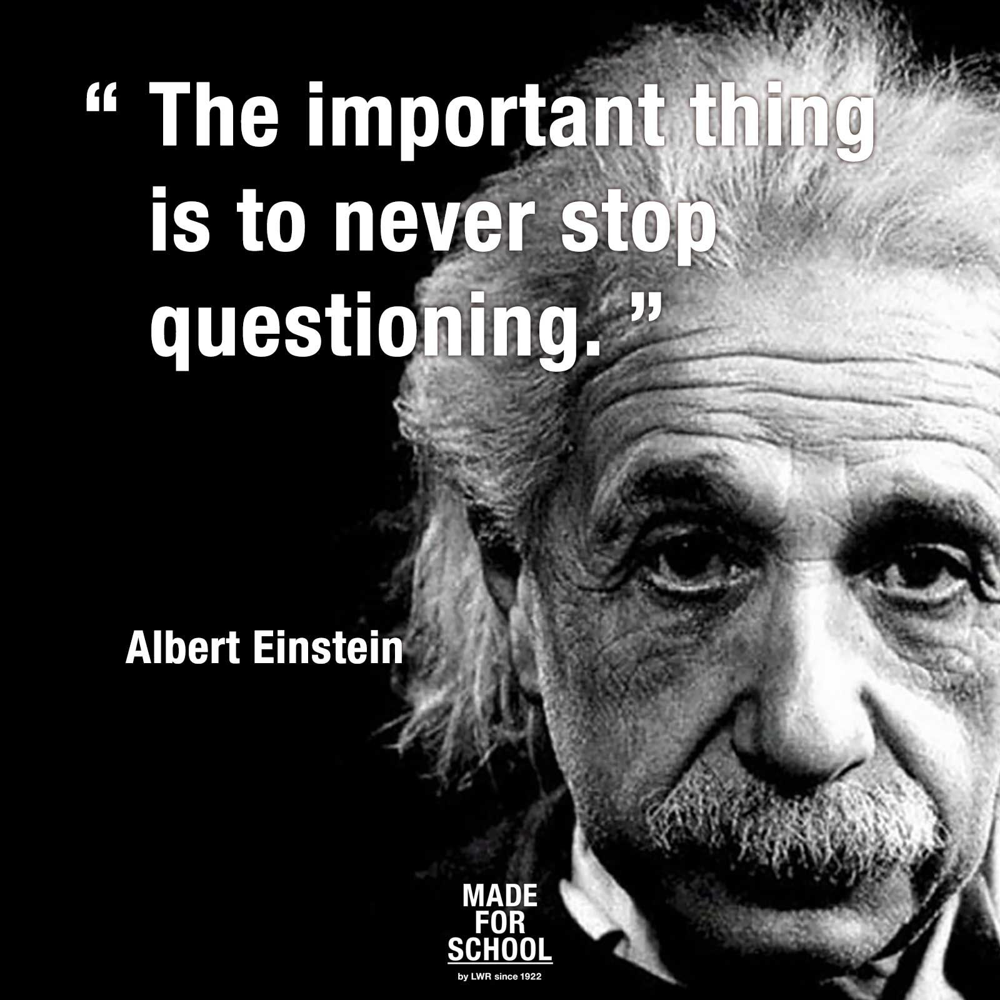 “ The important thing
is to never stop
questioning. ”
Albert Einstein
MADE
FOR
SCHOOL
by LWR since 1922